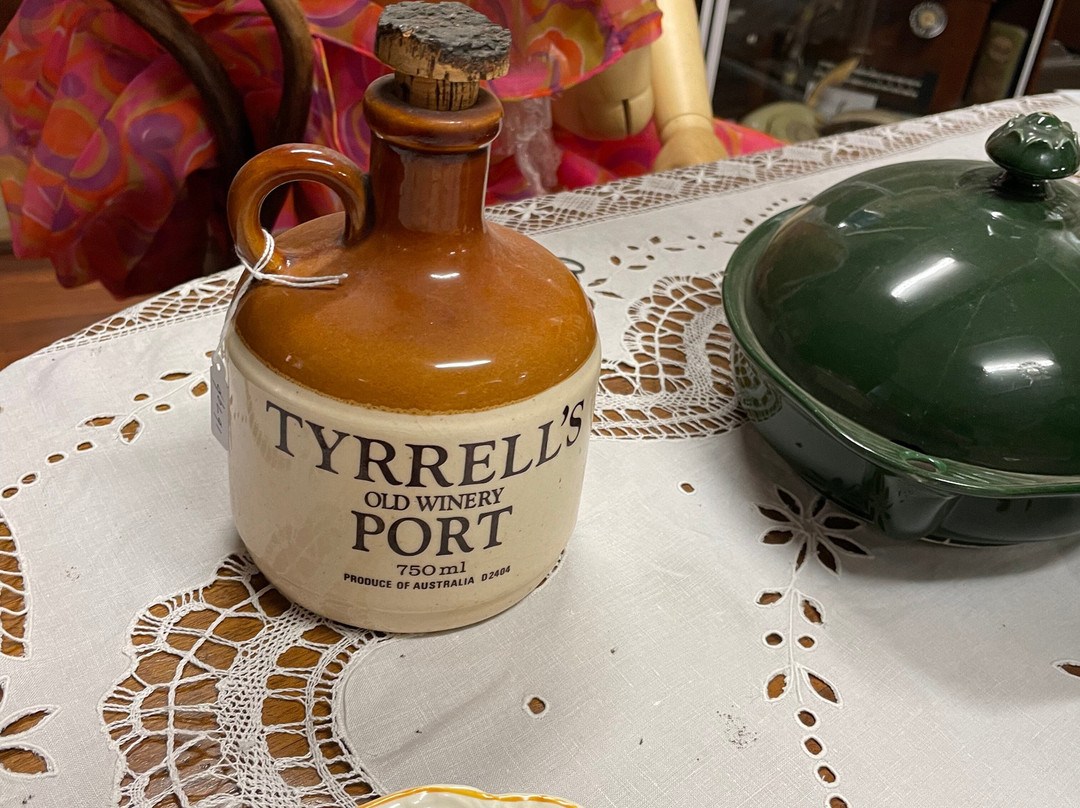 TYRRELL'S
OLD WINERY
PORT
750ml
PRODUCE OF AUSTRALIA D2404